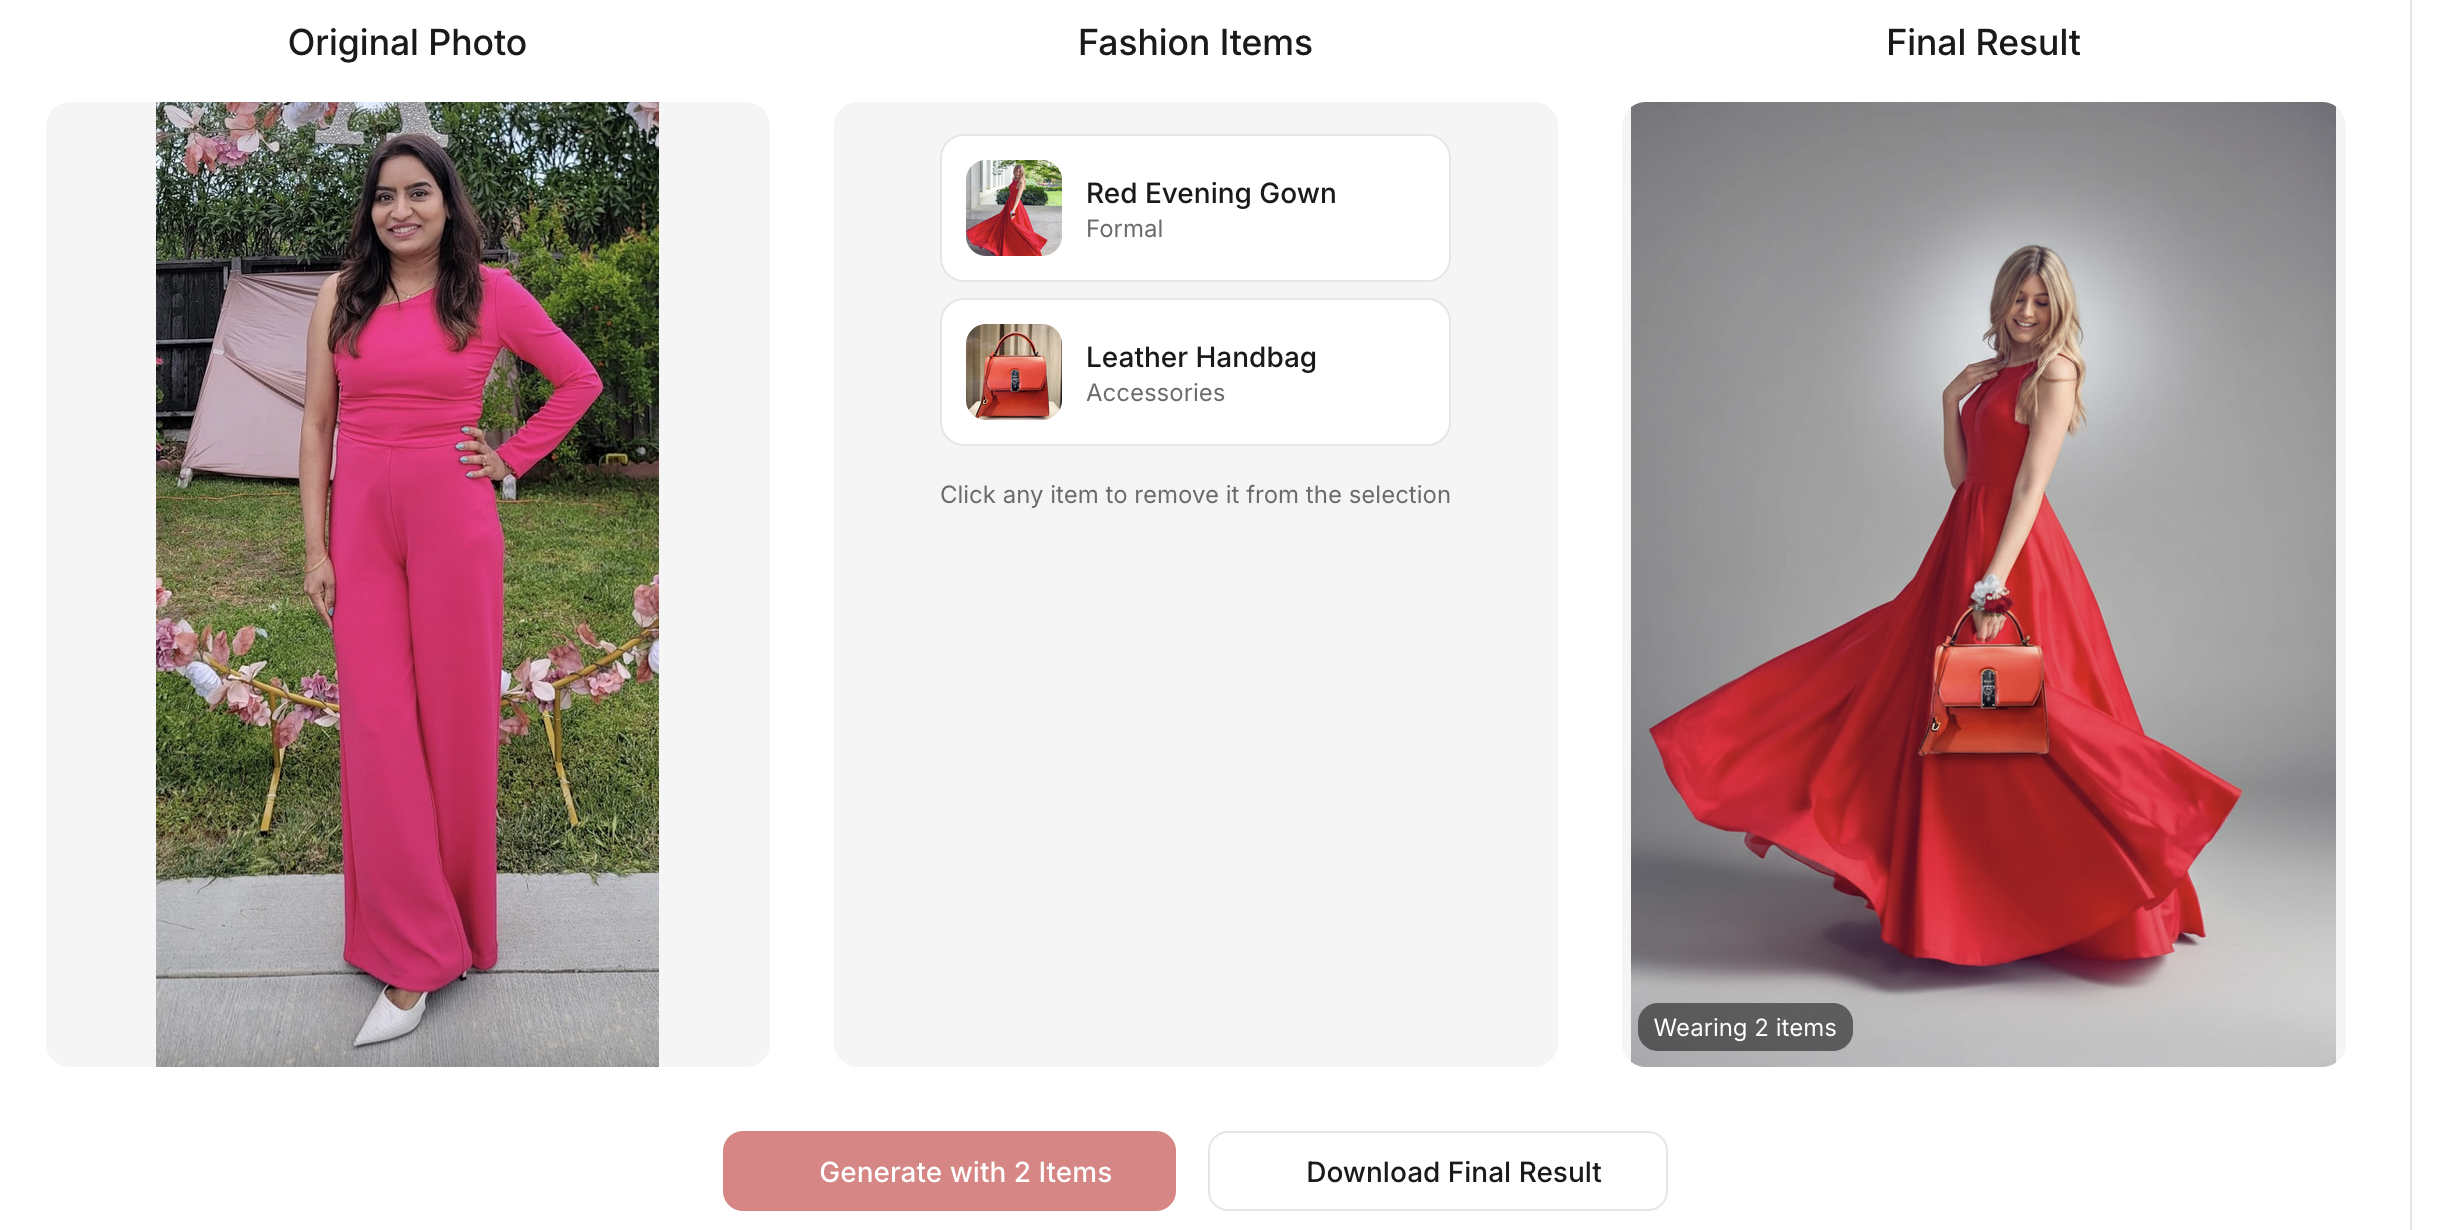 Original Photo
Fashion Items
Final Result
A
Red Evening Gown
Formal
Leather Handbag
Accessories
Click any item to remove it from the selection
Wearing 2 items
Generate with 2 Items
Download Final Result